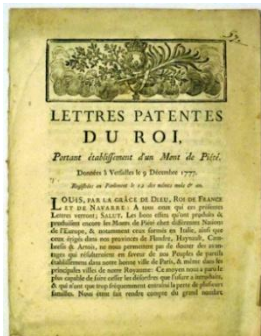 LETTRES PATENTES
DU ROI,
Portant établissement d'un Mont de Piété.
Données à Versailles le 9 Décembre 1777.
Registrées en Parlement le 12 des mêmes mois & an.
LOUIS, PAR LA GRÂCE DE DIEU, ROI DE FRANCE
ET DE NAVARRE: A tous ceux qui ces présentes
Lettres verront; SALUT. Les bons effets qu'ont produits &
produisent encore les Monts de Piété chez différentes Nations
de l'Europe, & notamment ceux formés en Italie, ainsi que
ceux érigés dans nos provinces de Flandre, Haynault, Cam-
bresis & Artois, ne nous permettent pas de douter des avan-
tages qui résulteroient en faveur de nos Peuples de pareils
établissemens dans notre bonne ville de Paris, & même dans les
principales villes de notre Royaume: Ce moyen nous a paru le
plus capable de faire cesser les désordres que l'usure a introduits,
& qui n'ont que trop fréquemment entraîné la perte de plusieurs
familles. Nous étant fait rendre compte du grand nombre